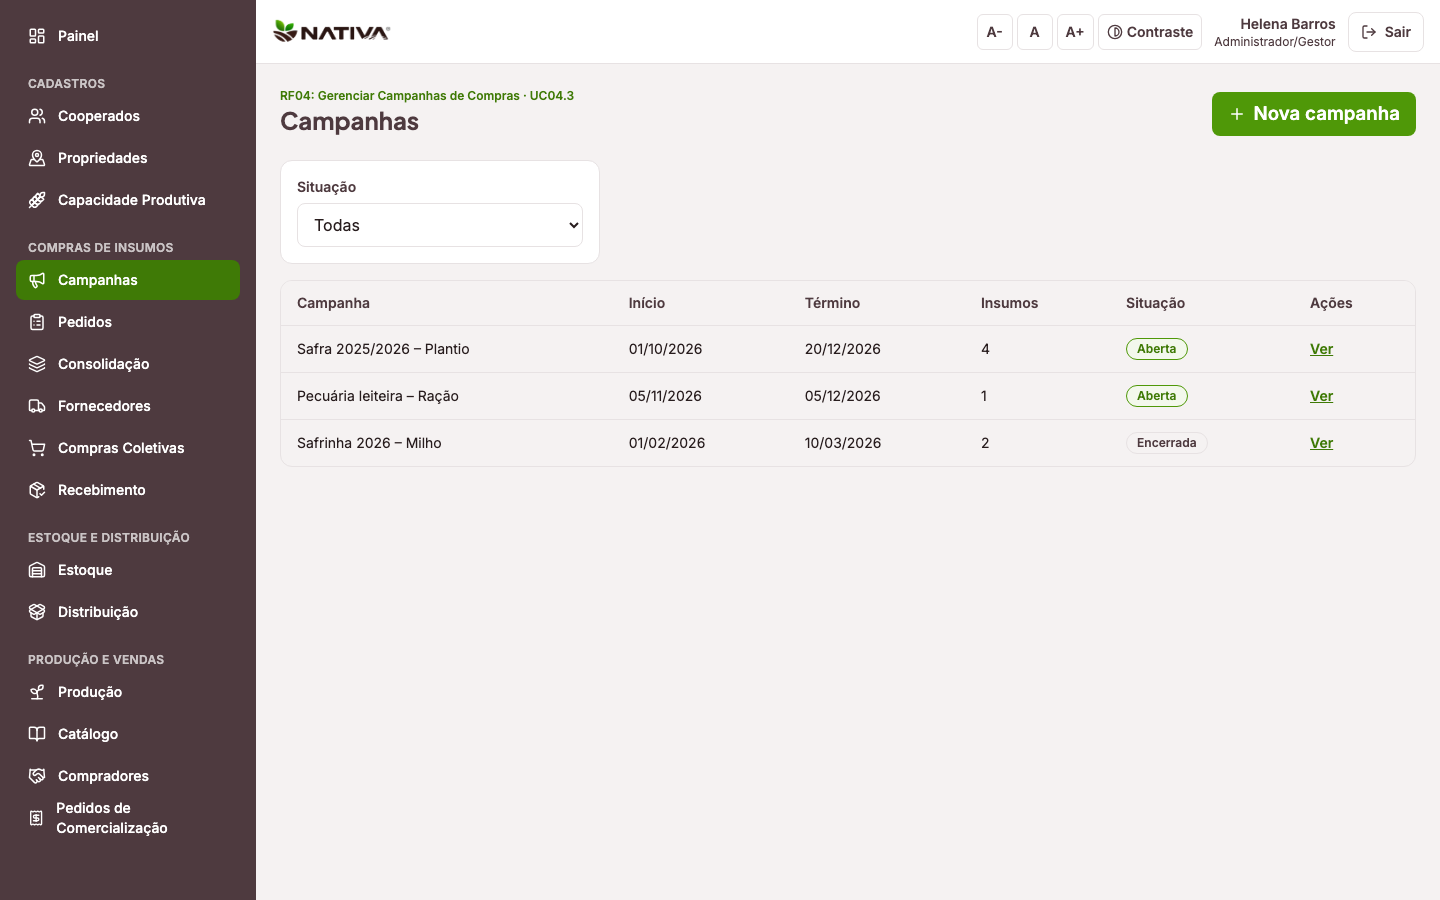 Painel
CADASTROS
Cooperados
Propriedades
Capacidade Produtiva
COMPRAS DE INSUMOS
Campanhas
Pedidos
Consolidação
Fornecedores
Compras Coletivas
Recebimento
ESTOQUE E DISTRIBUIÇÃO
Estoque
Distribuição
PRODUÇÃO E VENDAS
Produção
Catálogo
Compradores
Pedidos de
Comercialização
NATIVA
A- A A+ Contraste
Helena Barros
Administrador/Gestor
Sair
RF04: Gerenciar Campanhas de Compras · UC04.3
Campanhas
+ Nova campanha
Situação
Todas
Campanha Início Término Insumos Situação Ações
Safra 2025/2026 – Plantio 01/10/2026 20/12/2026 4 Aberta Ver
Pecuária leiteira – Ração 05/11/2026 05/12/2026 1 Aberta Ver
Safrinha 2026 – Milho 01/02/2026 10/03/2026 2 Encerrada Ver